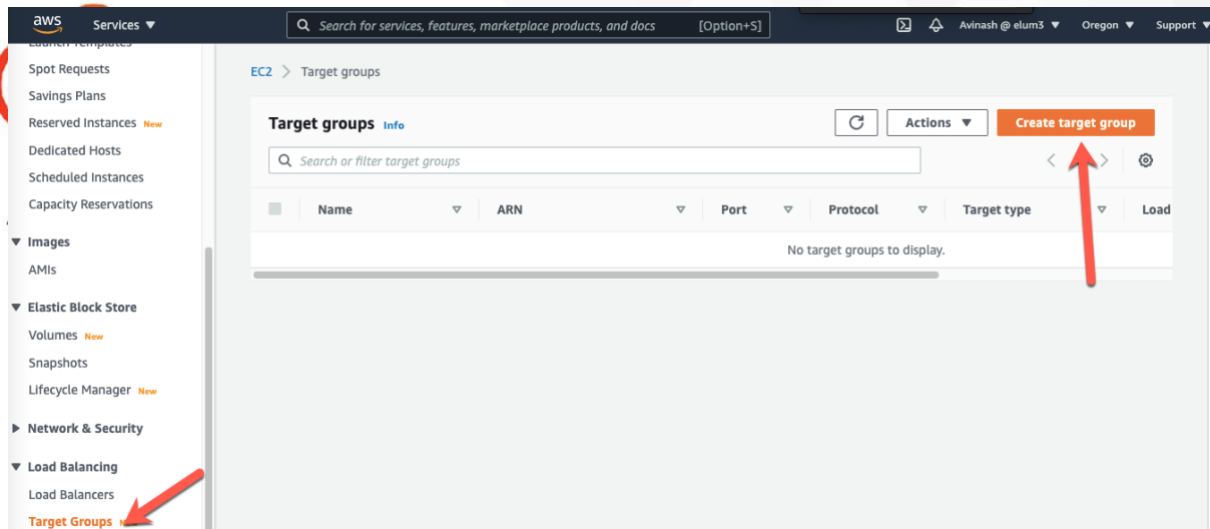 aws Services ▼ Search for services, features, marketplace products, and docs [Option+S] Avinash @ elum3 ▼ Oregon ▼ Support ▼
Launch Templates
Spot Requests
Savings Plans
Reserved Instances New
Dedicated Hosts
Scheduled Instances
Capacity Reservations
▼ Images
AMIs
▼ Elastic Block Store
Volumes New
Snapshots
Lifecycle Manager New
▶ Network & Security
▼ Load Balancing
Load Balancers
Target Groups
EC2 > Target groups
Target groups Info
Actions ▼ Create target group
Search or filter target groups
Name ARN Port Protocol Target type Load
No target groups to display.